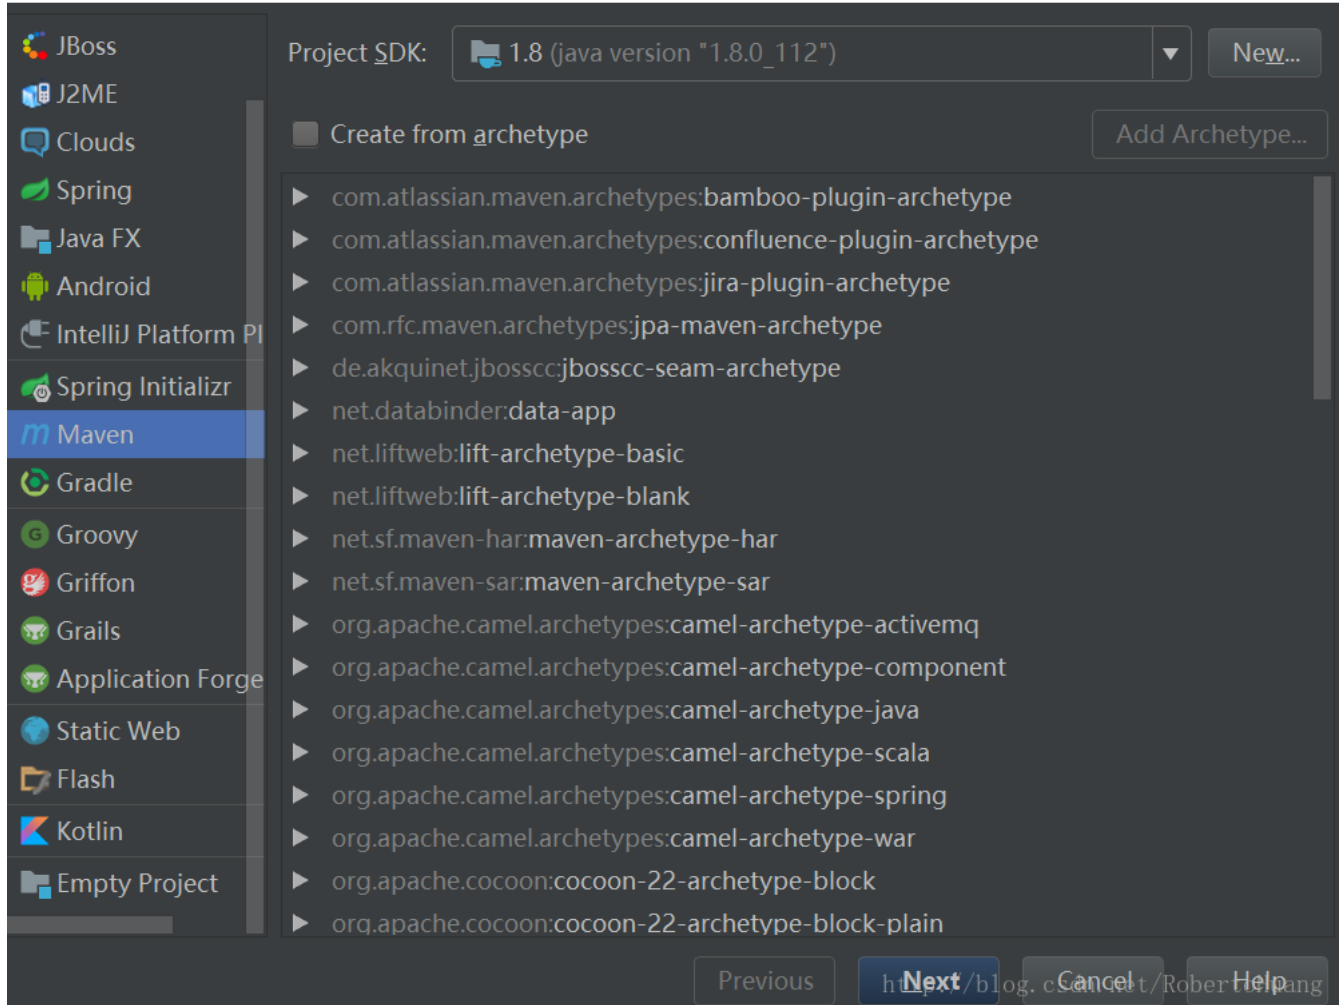 JBoss
J2ME
Clouds
Spring
Java FX
Android
IntelliJ Platform Pl
Spring Initializr
Maven
Gradle
Groovy
Griffon
Grails
Application Forge
Static Web
Flash
Kotlin
Empty Project
Project SDK: 1.8 (java version "1.8.0_112") New...
Create from archetype Add Archetype...
com.atlassian.maven.archetypes:bamboo-plugin-archetype
com.atlassian.maven.archetypes:confluence-plugin-archetype
com.atlassian.maven.archetypes:jira-plugin-archetype
com.rfc.maven.archetypes:jpa-maven-archetype
de.akquinet.jbosscc:jbosscc-seam-archetype
net.databinder:data-app
net.liftweb:lift-archetype-basic
net.liftweb:lift-archetype-blank
net.sf.maven-har:maven-archetype-har
net.sf.maven-sar:maven-archetype-sar
org.apache.camel.archetypes:camel-archetype-activemq
org.apache.camel.archetypes:camel-archetype-component
org.apache.camel.archetypes:camel-archetype-java
org.apache.camel.archetypes:camel-archetype-scala
org.apache.camel.archetypes:camel-archetype-spring
org.apache.camel.archetypes:camel-archetype-war
org.apache.cocoon:cocoon-22-archetype-block
org.apache.cocoon:cocoon-22-archetype-block-plain
Previous Next Cancel Help
http://blog.csdn.net/RobertoHuang